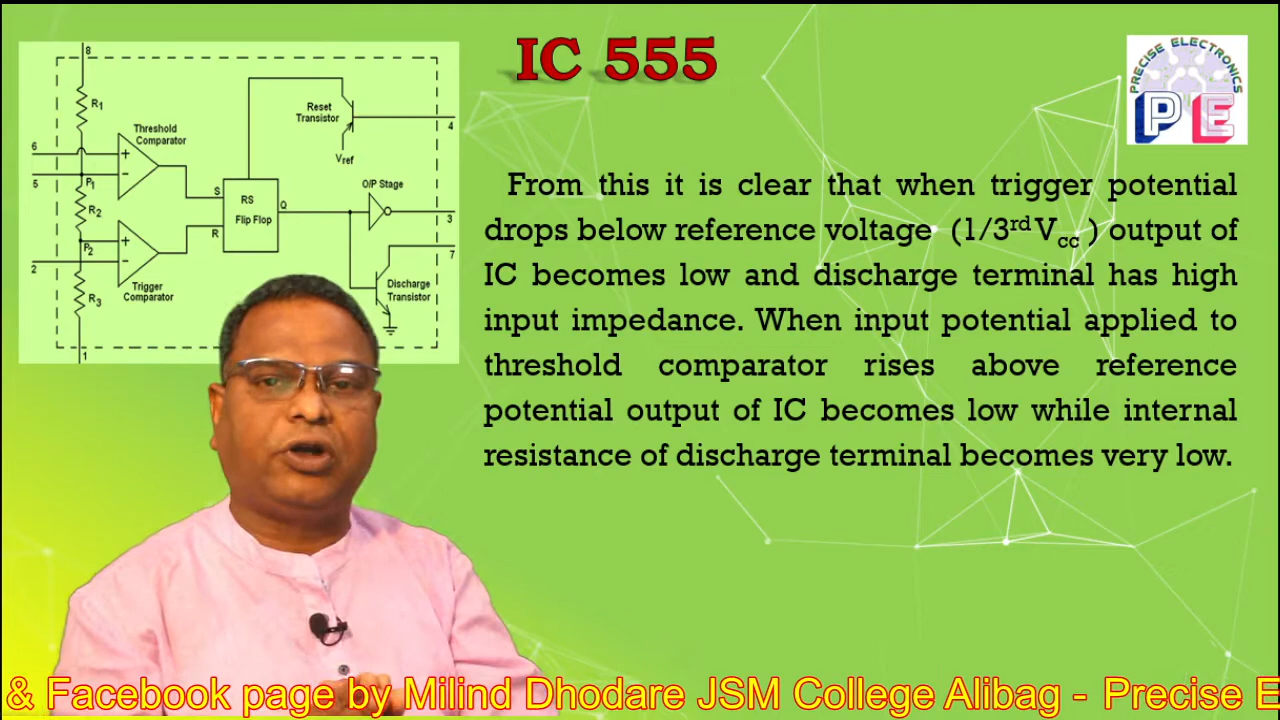 IC 555
PRECISE ELECTRONICS
PE
8
R1
Reset
Transistor
4
Threshold
Comparator
Vref
6
+
5
-
P1
S
RS
Flip Flop
Q
O/P Stage
3
R2
R
7
P2
+
2
-
Trigger
Comparator
Discharge
Transistor
R3
1
From this it is clear that when trigger potential
drops below reference voltage (1/3rd Vcc ) output of
IC becomes low and discharge terminal has high
input impedance. When input potential applied to
threshold comparator rises above reference
potential output of IC becomes low while internal
resistance of discharge terminal becomes very low.
& Facebook page by Milind Dhodare JSM College Alibag - Precise E